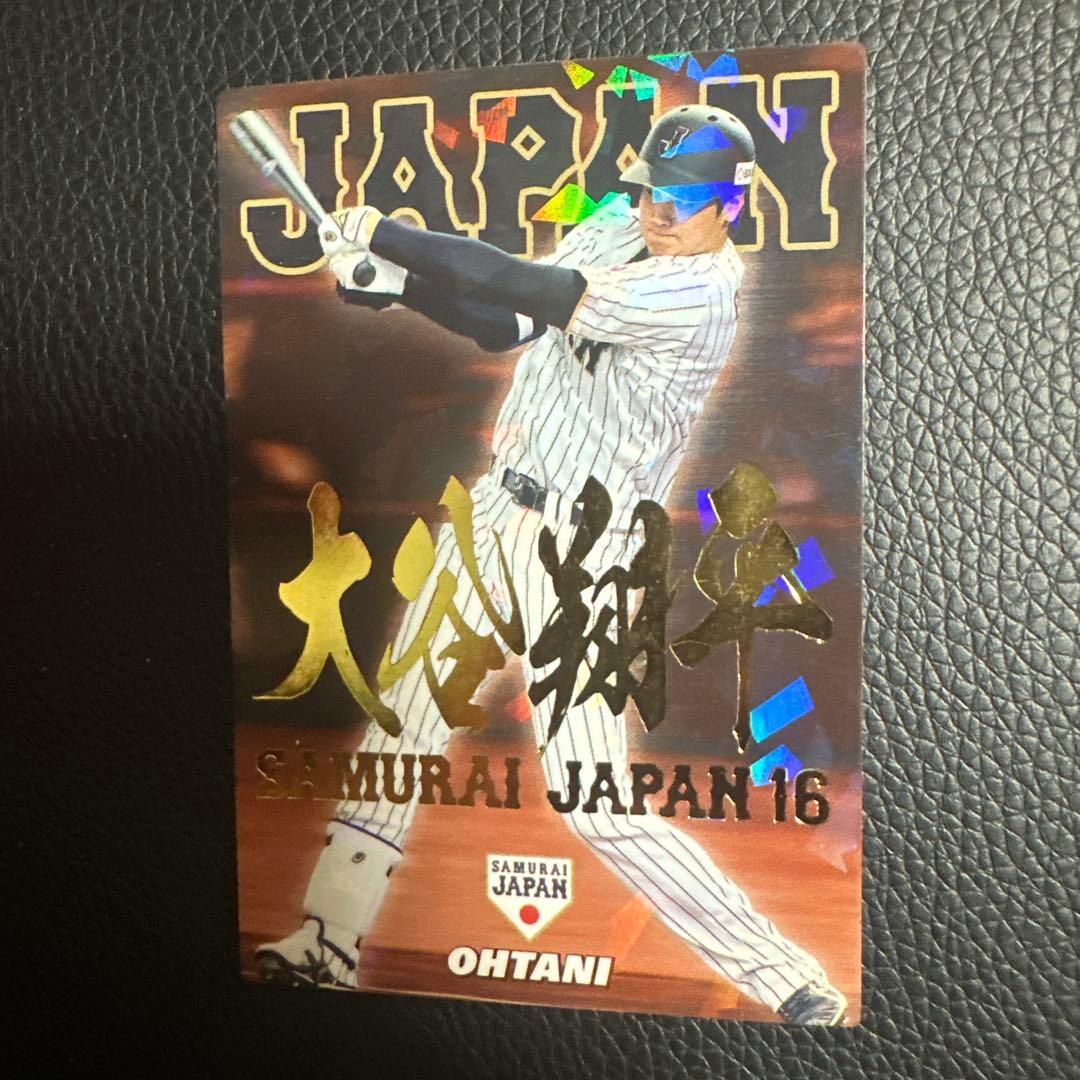 JAPAN
J
大谷翔平
SAMURAI JAPAN 16
SAMURAI
JAPAN
OHTANI